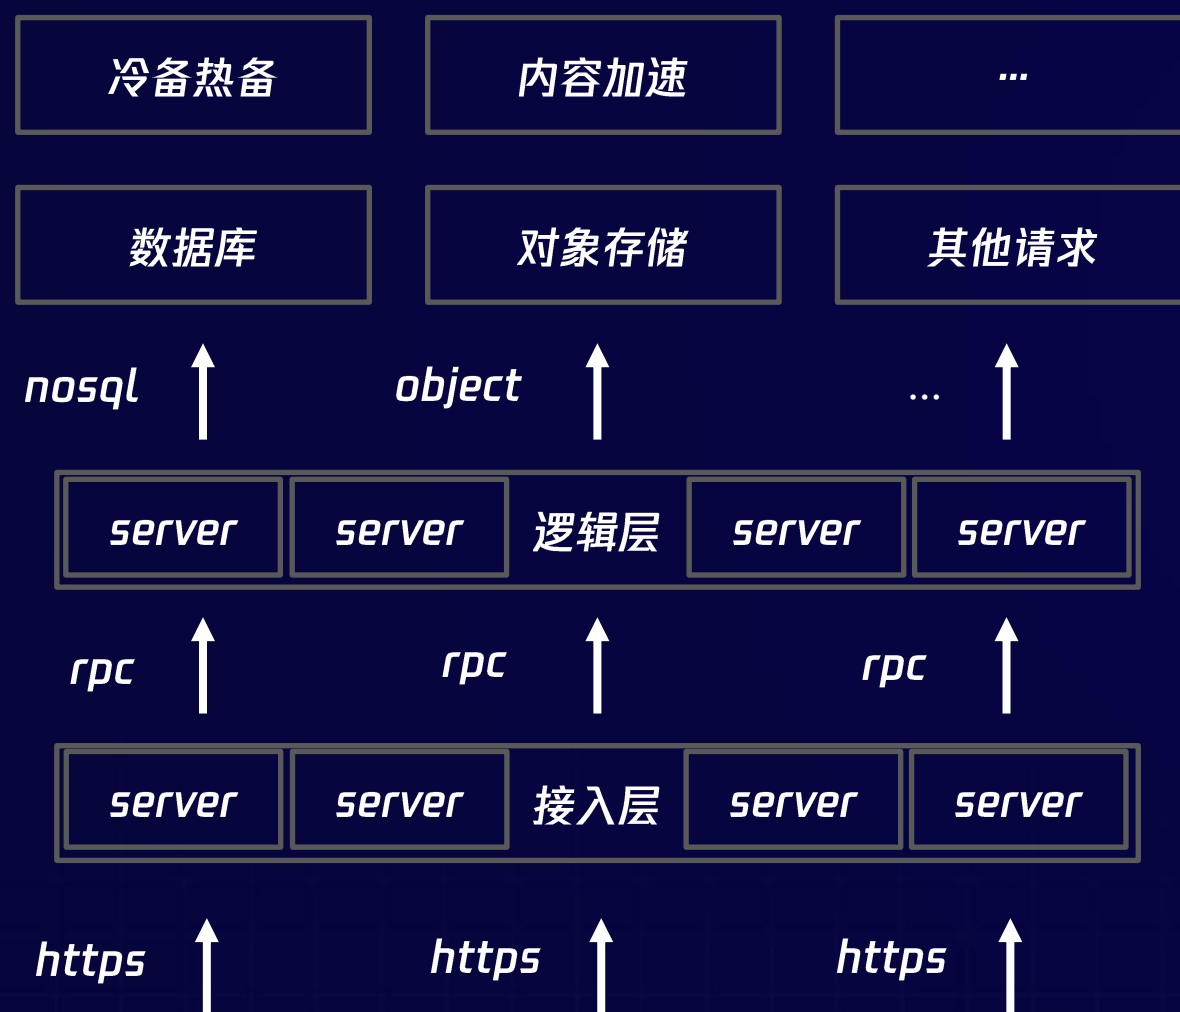 冷备热备
内容加速
...
数据库
对象存储
其他请求
nosql
object
...
server
server
逻辑层
server
server
rpc
rpc
rpc
server
server
接入层
server
server
https
https
https